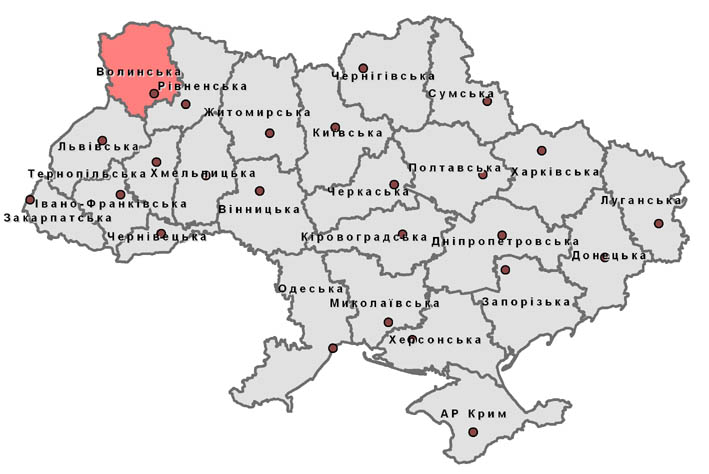 Волинська
Рівненська
Чернігівська
Сумська
Житомирська
Київська
Львівська
Тернопільська
Хмельницька
Полтавська
Харківська
Черкаська
Луганська
Івано-Франківська
Закарпатська
Вінницька
Чернівецька
Кіровоградська
Дніпропетровська
Донецька
Одеська
Миколаївська
Запорізька
Херсонська
АР Крим